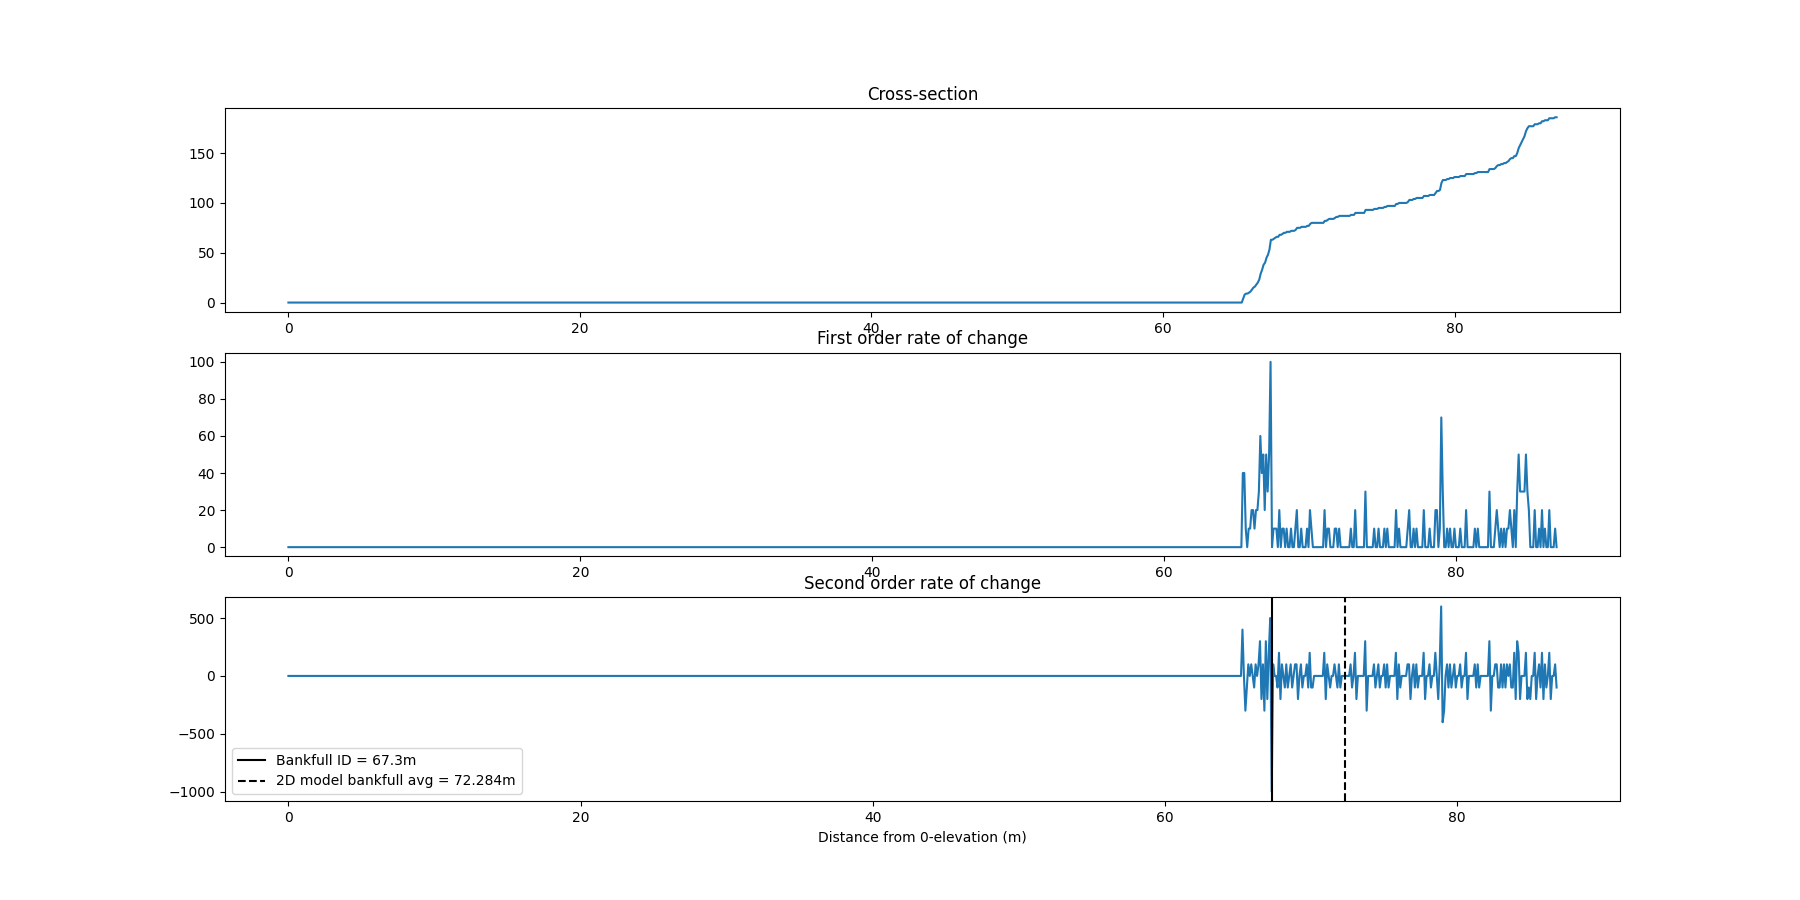 Cross-section
150
100
50
0
0 20 40 60 80
First order rate of change
100
80
60
40
20
0
0 20 40 60 80
Second order rate of change
500
0
−500
−1000
Bankfull ID = 67.3m
2D model bankfull avg = 72.284m
0 20 40 60 80
Distance from 0-elevation (m)